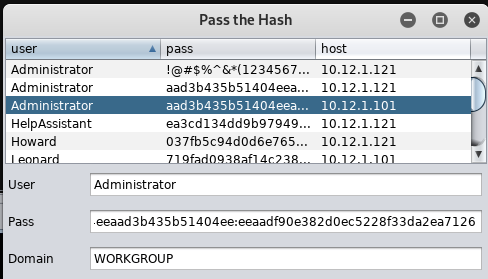 Pass the Hash
user pass host
Administrator !@#$%^&*(1234567... 10.12.1.121
Administrator aad3b435b51404eea... 10.12.1.121
Administrator aad3b435b51404eea... 10.12.1.101
HelpAssistant ea3cd134dd9b97949... 10.12.1.121
Howard 037fb5c94d0d6e765... 10.12.1.121
Leonard 719fad0938af14c238... 10.12.1.101
User Administrator
Pass eeaad3b435b51404ee:eeaadf90e382d0ec5228f33da2ea7126
Domain WORKGROUP